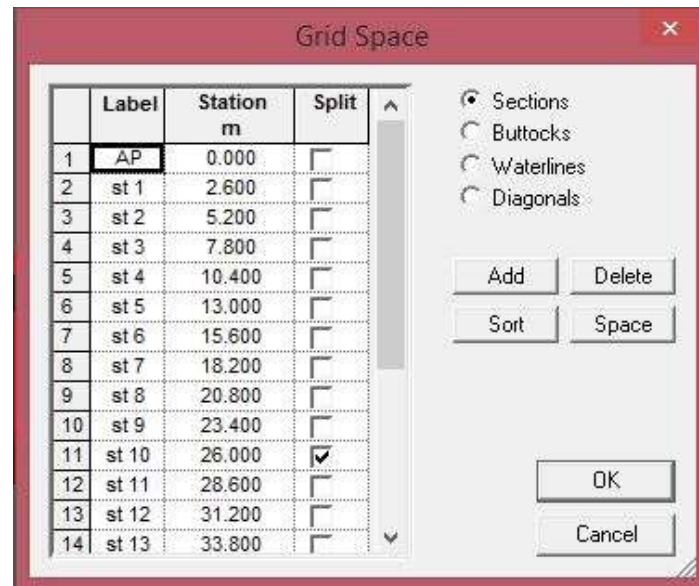 Grid Space
Label Station m Split
1 AP 0.000
2 st 1 2.600
3 st 2 5.200
4 st 3 7.800
5 st 4 10.400
6 st 5 13.000
7 st 6 15.600
8 st 7 18.200
9 st 8 20.800
10 st 9 23.400
11 st 10 26.000
12 st 11 28.600
13 st 12 31.200
14 st 13 33.800
Sections
Buttocks
Waterlines
Diagonals
Add Delete
Sort Space
OK
Cancel